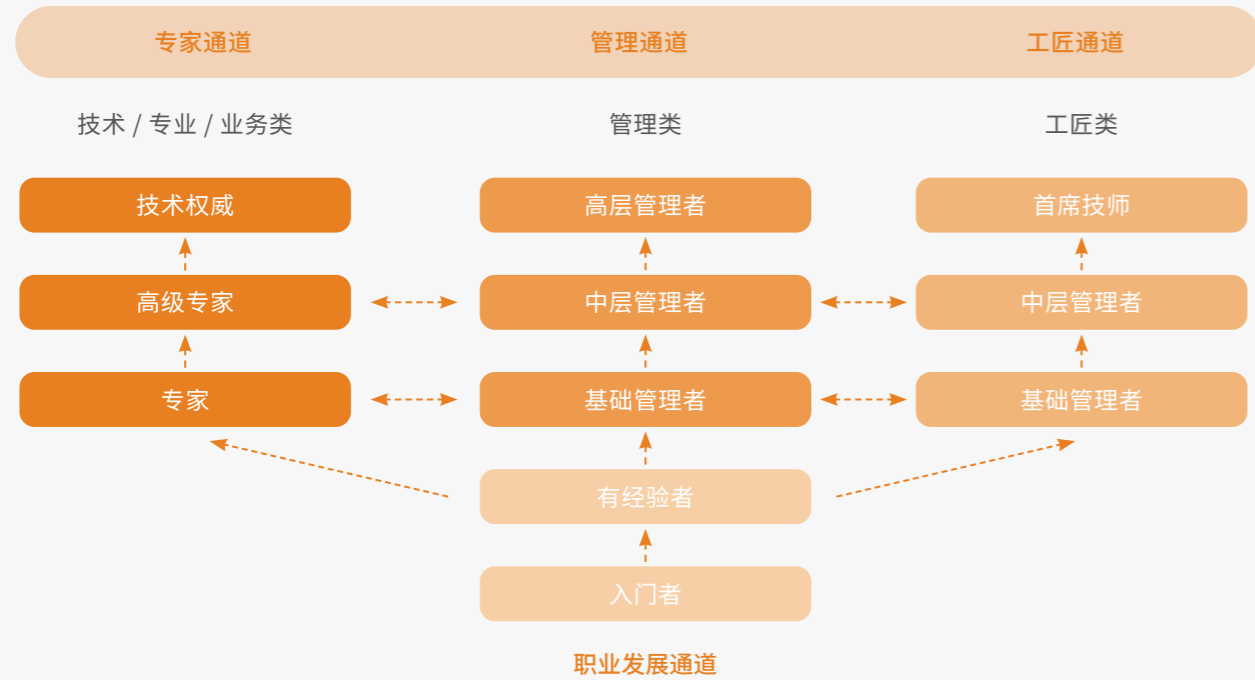 专家通道 管理通道 工匠通道
技术 / 专业 / 业务类 管理类 工匠类
技术权威 高层管理者 首席技师
高级专家 中层管理者 中层管理者
专家 基础管理者 基础管理者
有经验者
入门者
职业发展通道